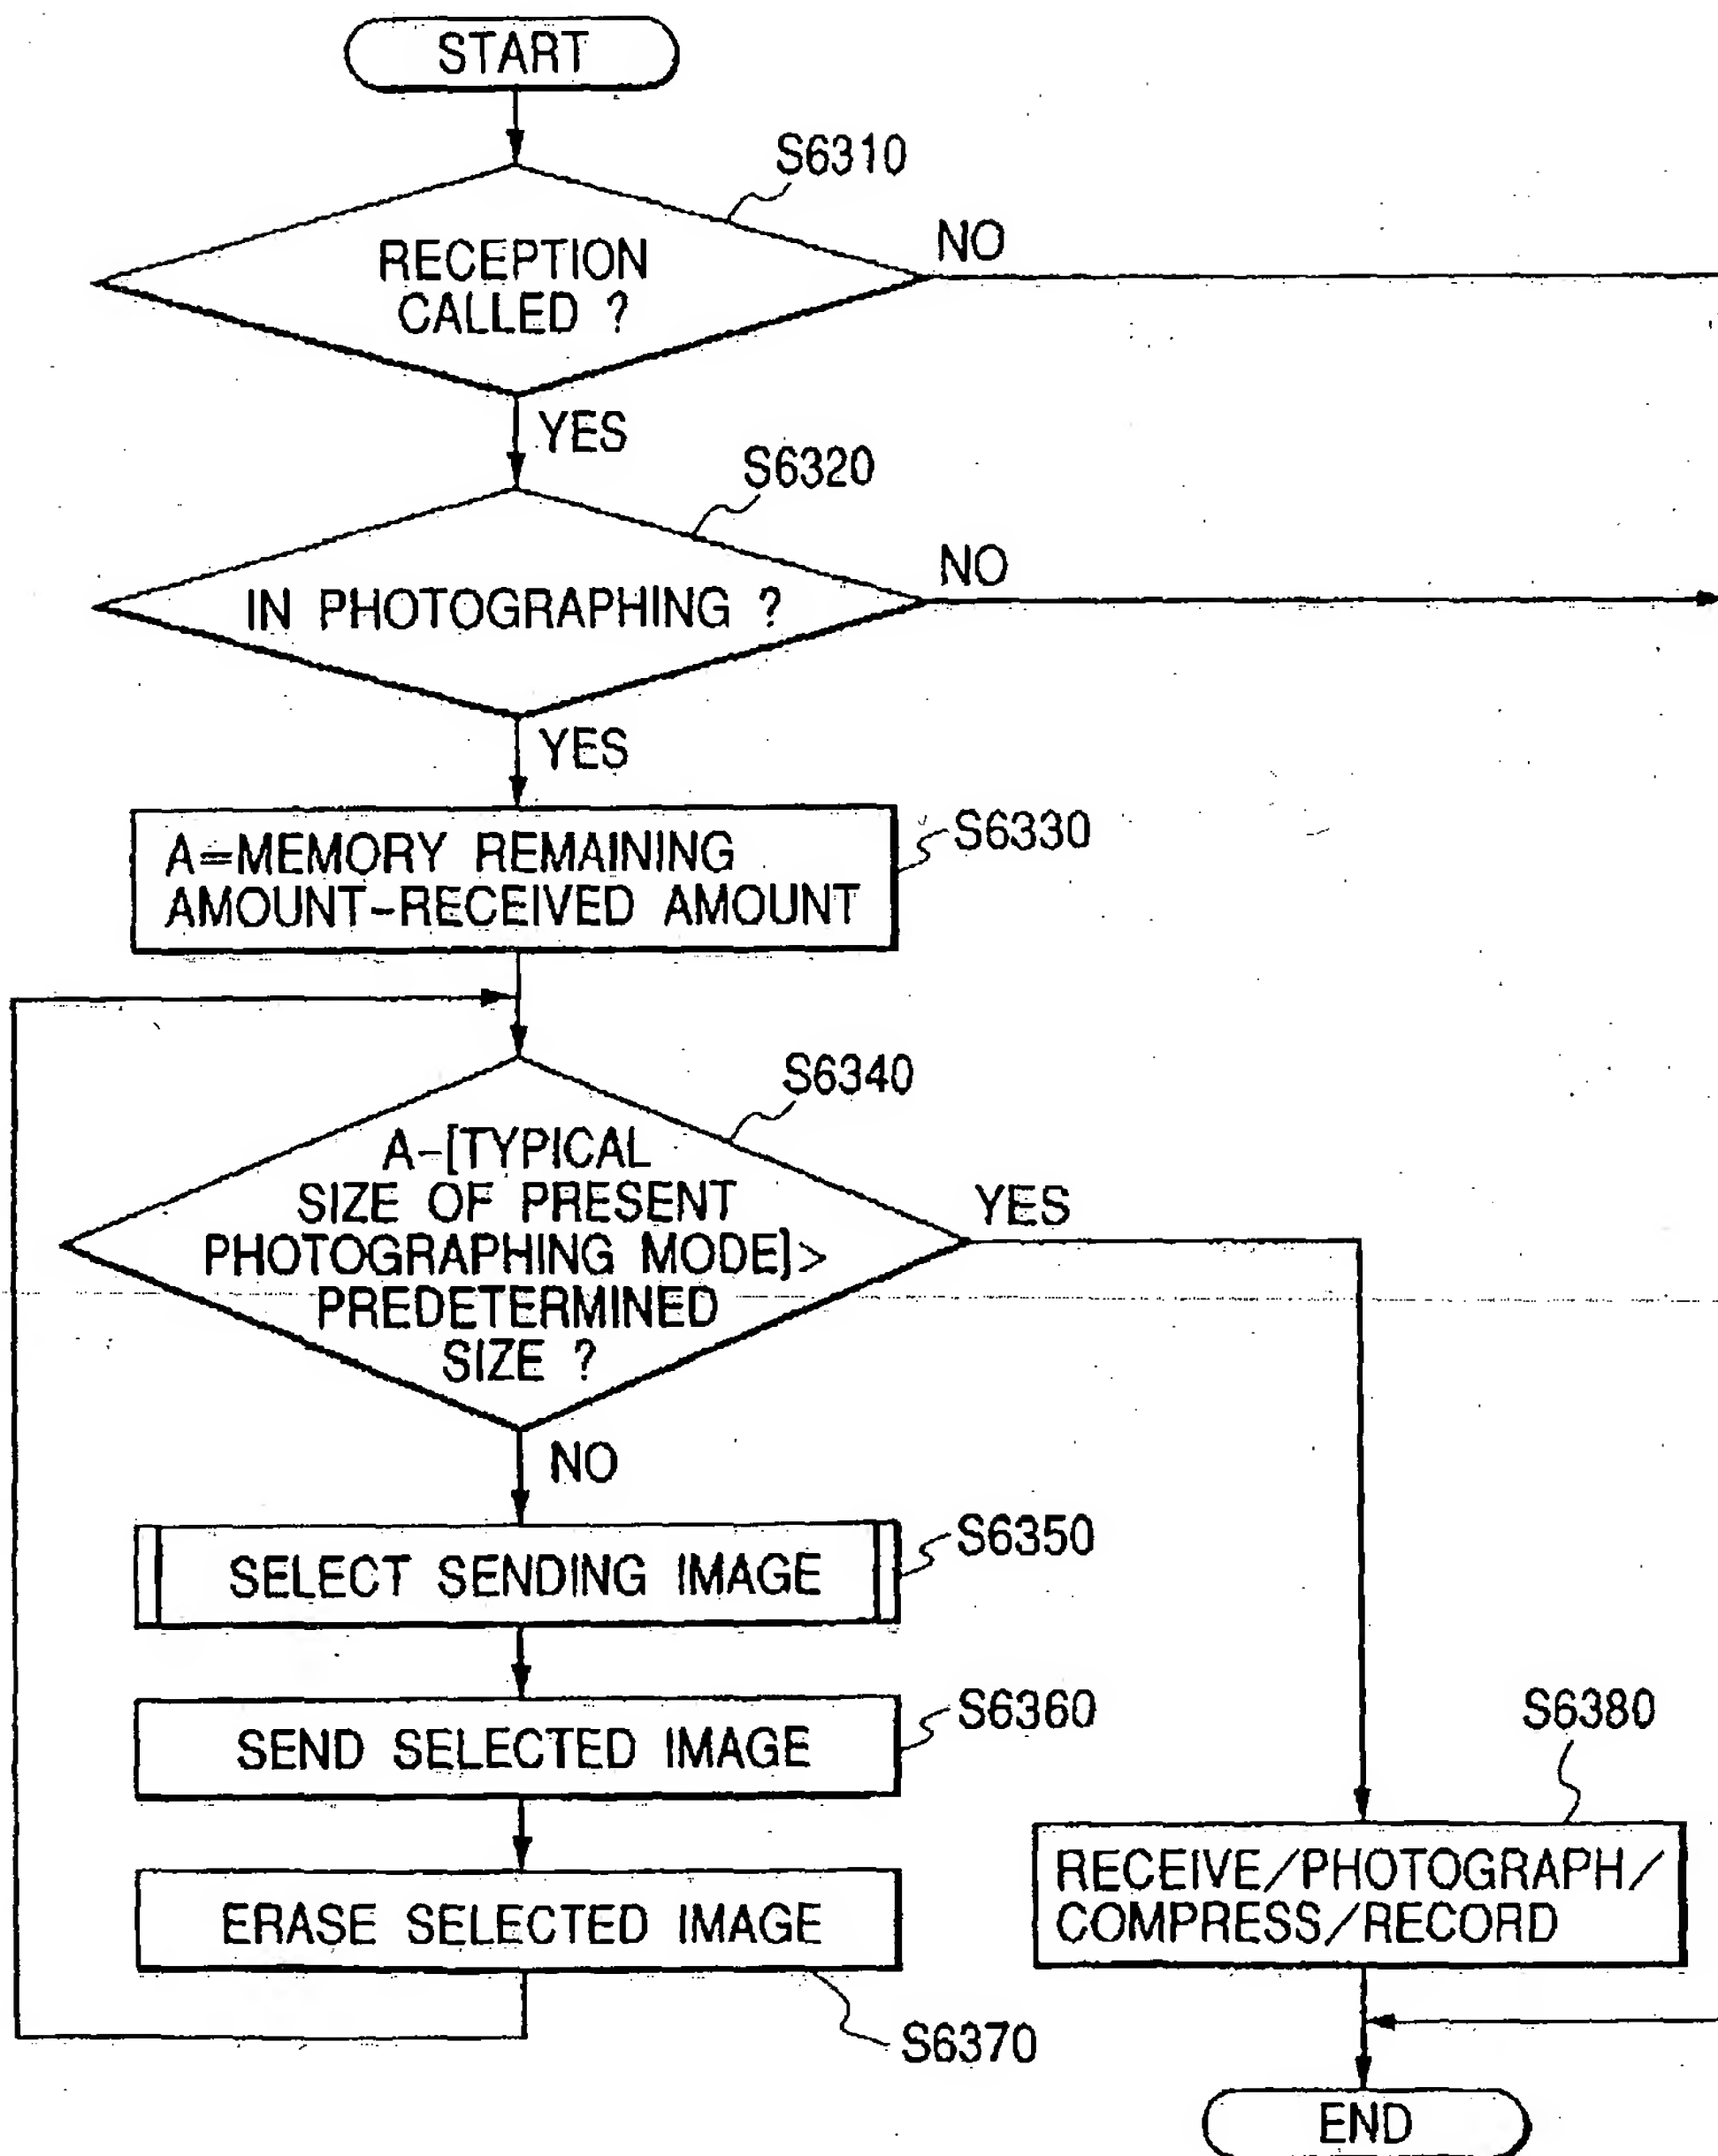 START
S6310
RECEPTION
CALLED ?
NO
YES
S6320
IN PHOTOGRAPHING ?
NO
YES
S6330
A=MEMORY REMAINING
AMOUNT-RECEIVED AMOUNT
S6340
A-[TYPICAL
SIZE OF PRESENT
PHOTOGRAPHING MODE]>
PREDETERMINED
SIZE ?
YES
NO
S6350
SELECT SENDING IMAGE
S6360
SEND SELECTED IMAGE
S6380
RECEIVE/PHOTOGRAPH/
COMPRESS/RECORD
ERASE SELECTED IMAGE
S6370
END